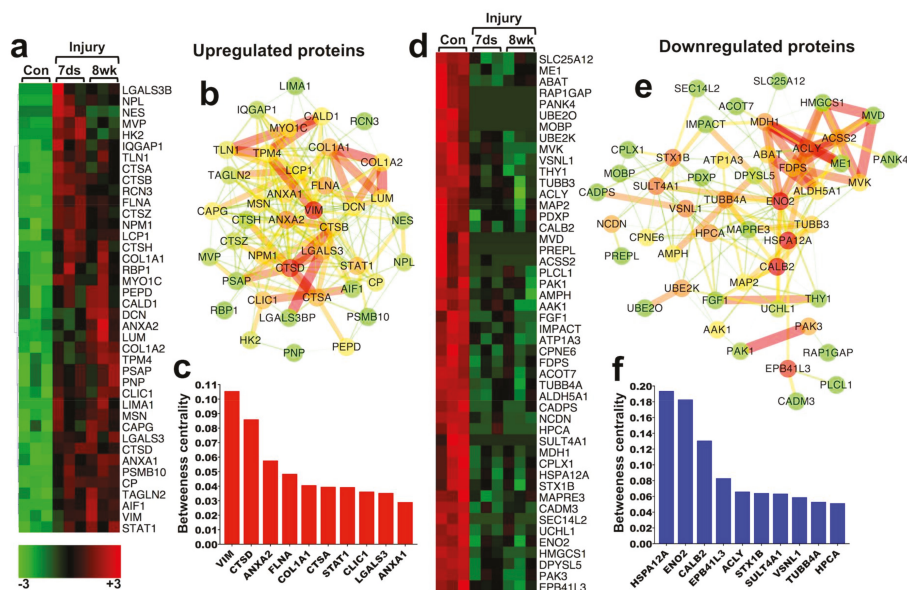 a
Injury
Con
7ds
8wk
LGALS3B
NPL
NES
MVP
HK2
IQGAP1
TLN1
CTSA
CTSB
RCN3
FLNA
CTSZ
NPM1
LCP1
CTSH
COL1A1
RBP1
MYO1C
PEPD
CALD1
DCN
ANXA2
LUM
COL1A2
TPM4
PSAP
PNP
CLIC1
LIMA1
MSN
CAPG
LGALS3
CTSD
ANXA1
PSMB10
CP
TAGLN2
AIF1
VIM
STAT1
-3
+3
Upregulated proteins
b
LIMA1
IQGAP1
CALD1
RCN3
MYO1C
TLN1
COL1A1
TPM4
COL1A2
TAGLN2
LCP1
FLNA
LUM
ANXA1
DCN
MSN
CAPG
VIM
CTSH
ANXA2
NES
CTSB
CTSZ
LGALS3
MVP
NPM1
STAT1
NPL
CTSD
CP
PSAP
AIF1
CLIC1
CTSA
RBP1
LGALS3BP
PSMB10
HK2
PEPD
PNP
c
Betweeness centrality
0.11
0.10
0.09
0.08
0.07
0.06
0.05
0.04
0.03
0.02
0.01
0.00
VIM
CTSD
ANXA2
FLNA
COL1A1
CTSA
STAT1
CLIC1
LGALS3
ANXA1
d
Injury
Con
7ds
8wk
SLC25A12
ME1
ABAT
RAP1GAP
PANK4
UBE2O
MOBP
UBE2K
MVK
VSNL1
THY1
TUBB3
ACLY
MAP2
PDXP
CALB2
MVD
PREPL
ACSS2
PLCL1
PAK1
AMPH
AAK1
FGF1
IMPACT
ATP1A3
CPNE6
FDPS
ACOT7
TUBB4A
ALDH5A1
CADPS
NCDN
HPCA
SULT4A1
MDH1
CPLX1
HSPA12A
STX1B
MAPRE3
CADM3
SEC14L2
UCHL1
ENO2
HMGCS1
DPYSL5
PAK3
EPB41L3
Downregulated proteins
e
SLC25A12
SEC14L2
HMGCS1
ACOT7
IMPACT
MDH1
MVD
ACSS2
CPLX1
STX1B
ATP1A3
ABAT
ACLY
PANK4
MOBP
FDPS
ME1
PDXP
DPYSL5
MVK
CADPS
SULT4A1
ALDH5A1
TUBB4A
ENO2
VSNL1
NCDN
HPCA
TUBB3
CPNE6
MAPRE3
HSPA12A
PREPL
AMPH
CALB2
MAP2
UBE2K
FGF1
THY1
UBE2O
UCHL1
AAK1
PAK3
PAK1
RAP1GAP
EPB41L3
PLCL1
CADM3
f
Betweeness centrality
0.20
0.18
0.16
0.14
0.12
0.10
0.08
0.06
0.04
0.02
0.00
HSPA12A
ENO2
CALB2
EPB41L3
ACLY
STX1B
SULT4A1
VSNL1
TUBB4A
HPCA